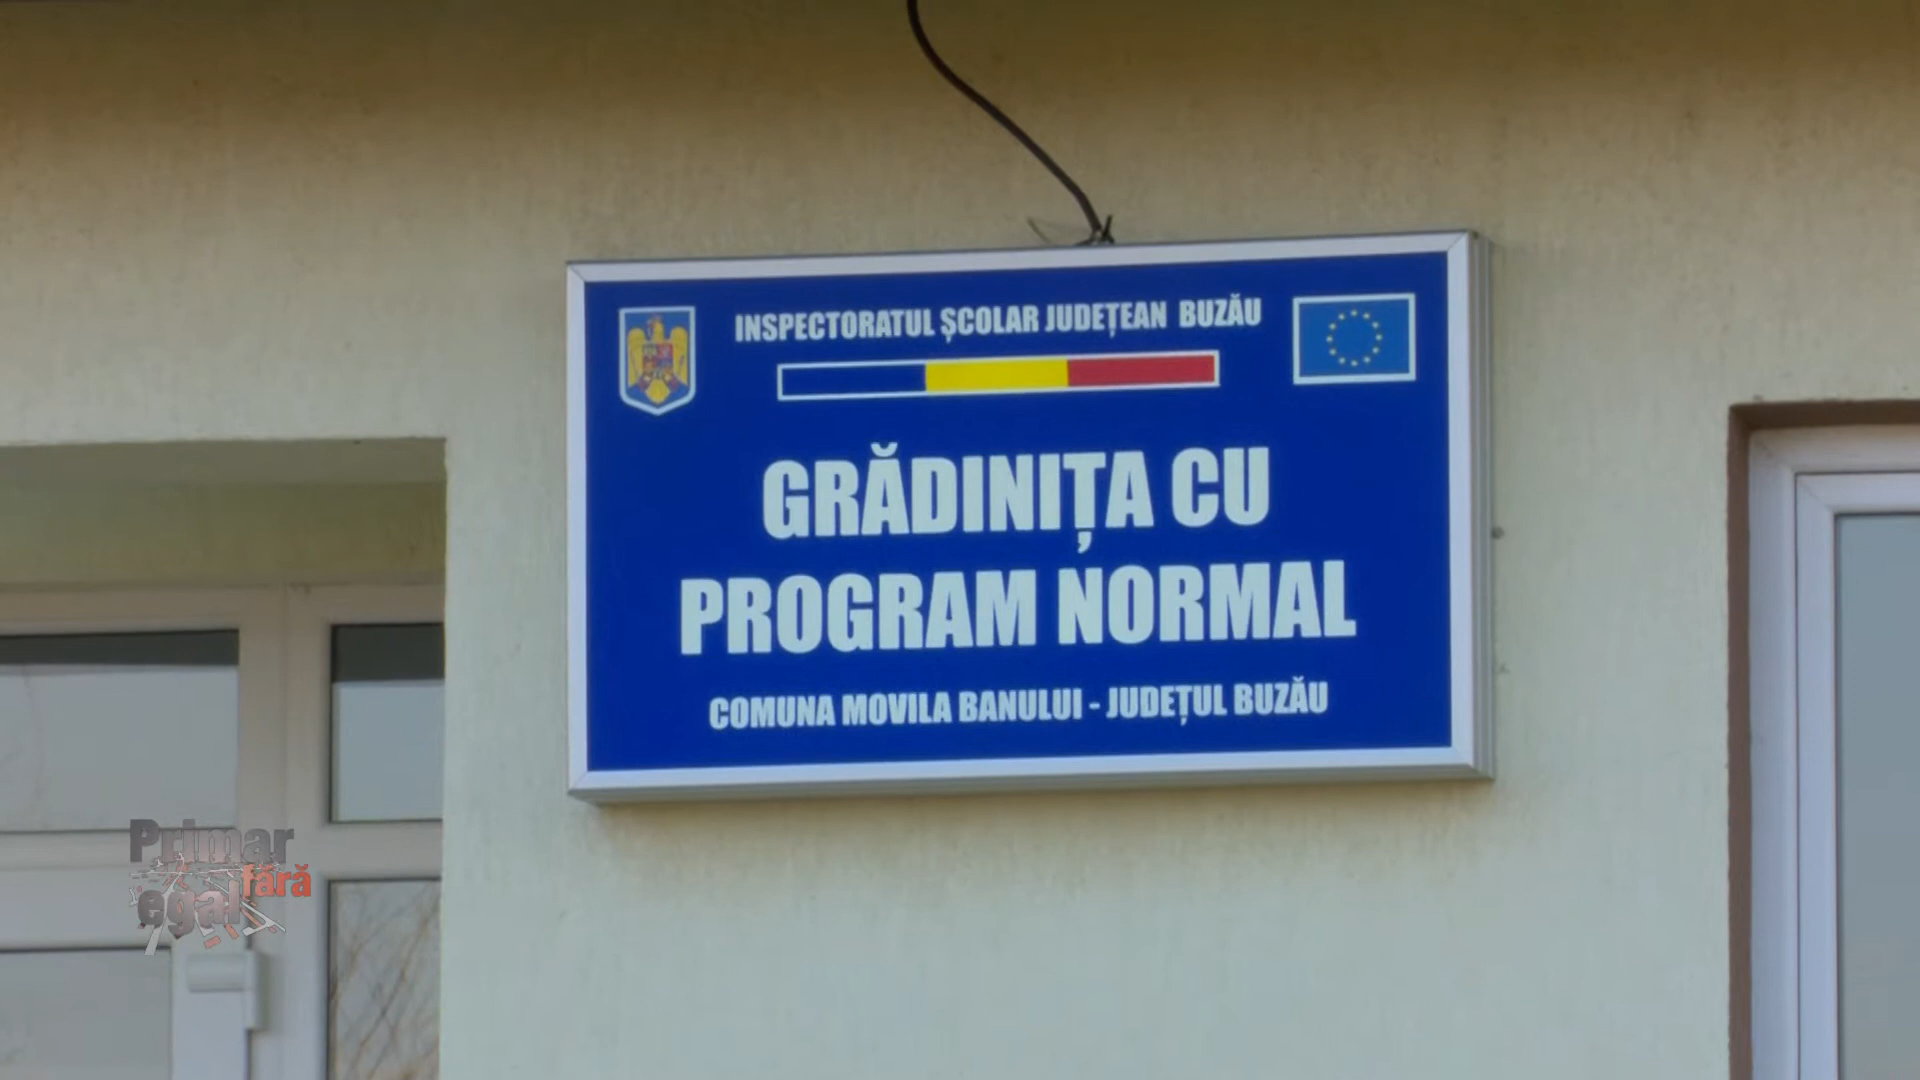 INSPECTORATUL ȘCOLAR JUDEȚEAN BUZĂU
GRĂDINIȚA CU
PROGRAM NORMAL
COMUNA MOVILA BANULUI - JUDEȚUL BUZĂU
Primar
fără
egal